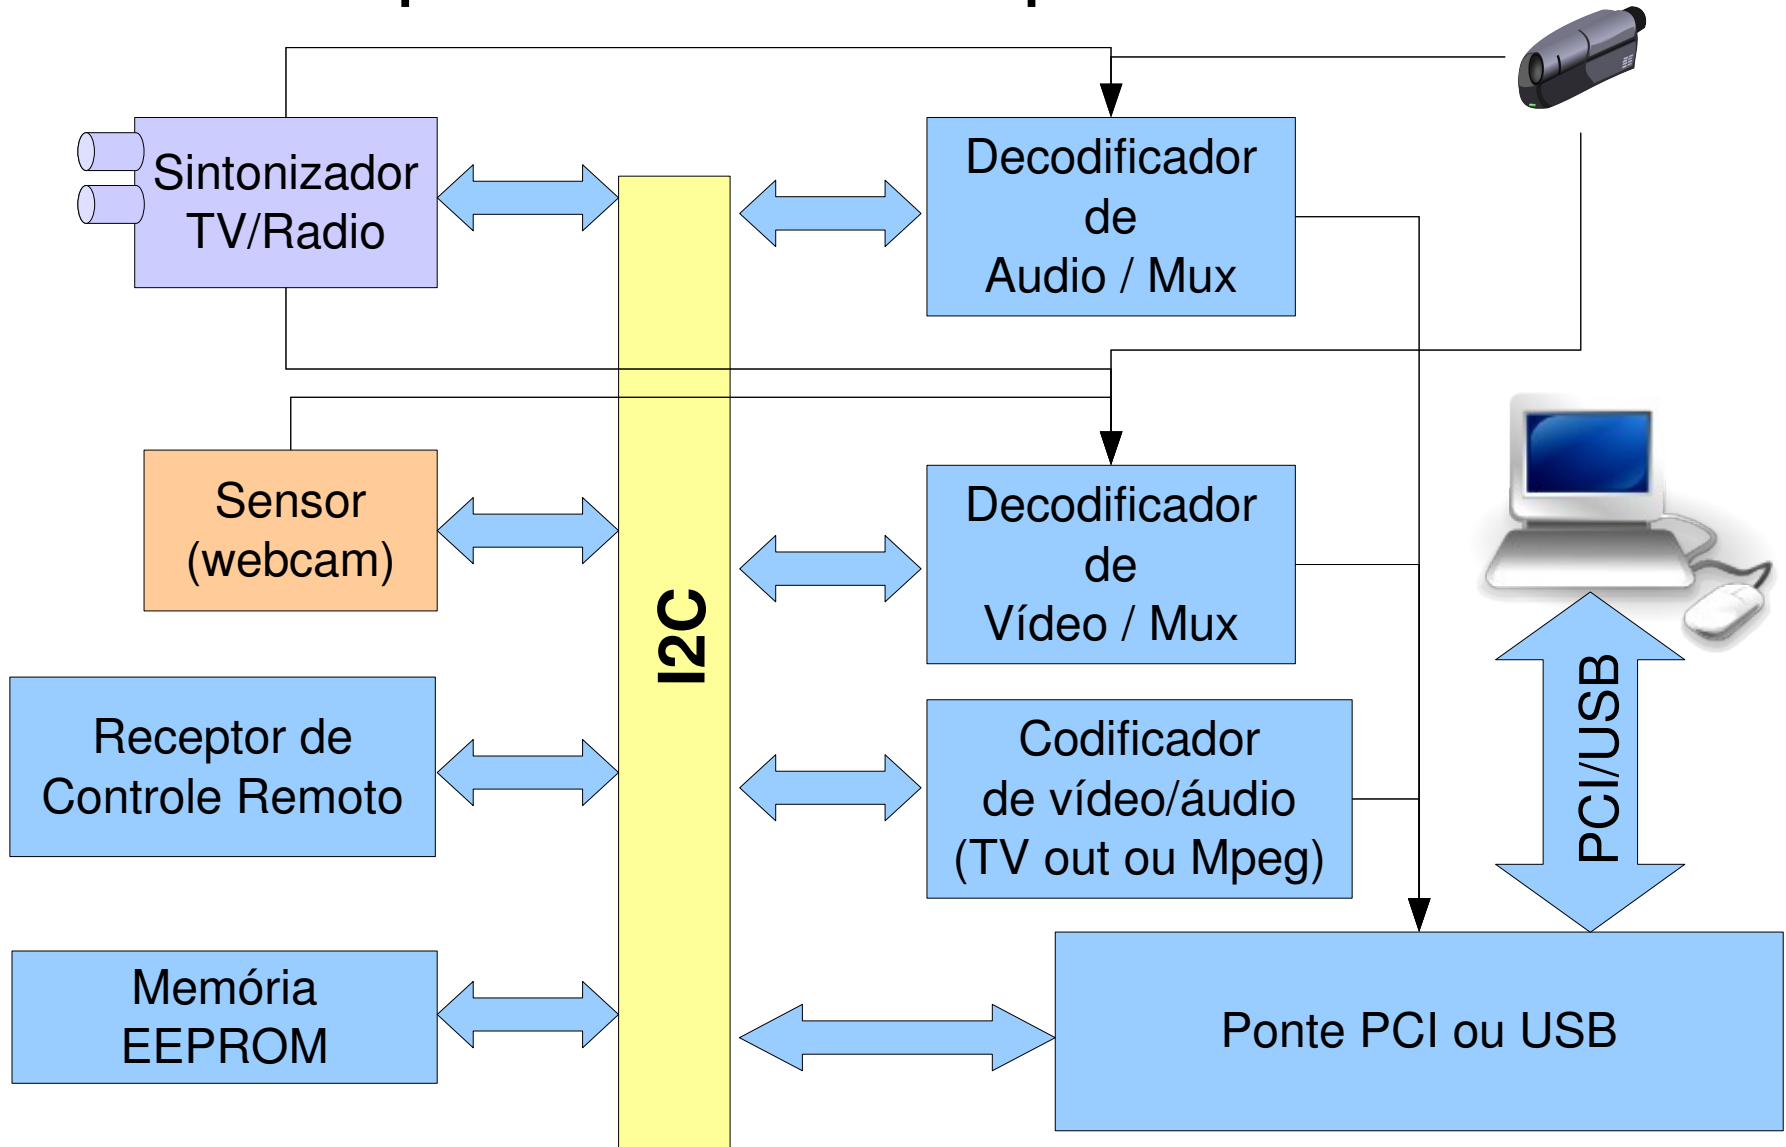 Sintonizador
TV/Radio
Decodificador
de
Audio / Mux
Sensor
(webcam)
Decodificador
de
Vídeo / Mux
I2C
Receptor de
Controle Remoto
Codificador
de vídeo/áudio
(TV out ou Mpeg)
PCI/USB
Memória
EEPROM
Ponte PCI ou USB